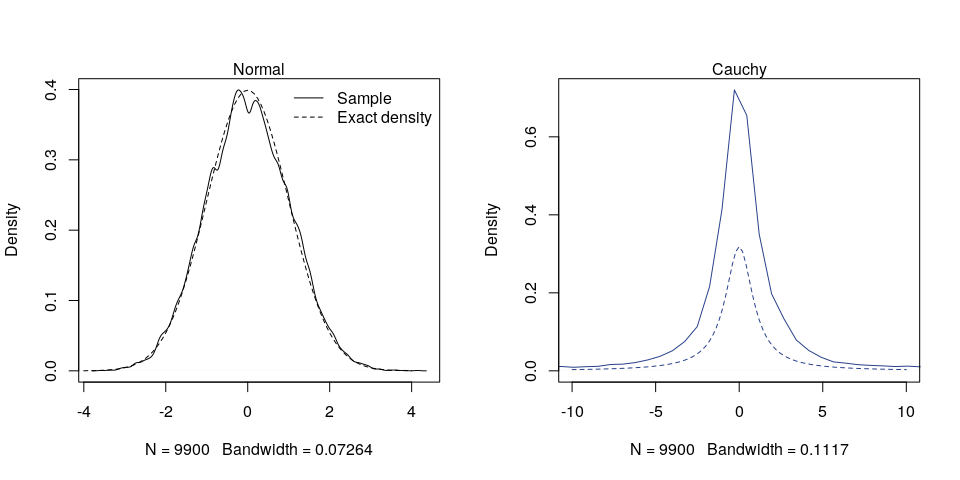 Normal
Density
0.0
0.1
0.2
0.3
0.4
Sample
Exact density
-4
-2
0
2
4
N = 9900 Bandwidth = 0.07264
Cauchy
Density
0.0
0.2
0.4
0.6
-10
-5
0
5
10
N = 9900 Bandwidth = 0.1117